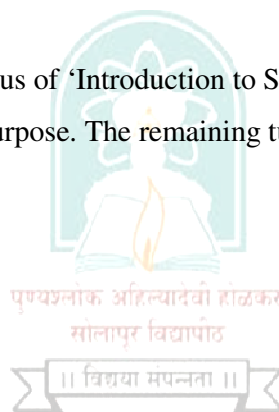 us of ‘Introduction to S
urpose. The remaining tu
पुण्यश्लोक अहिल्यादेवी होळकर
सोलापूर विद्यापीठ
॥ विद्यया संपन्नता ॥